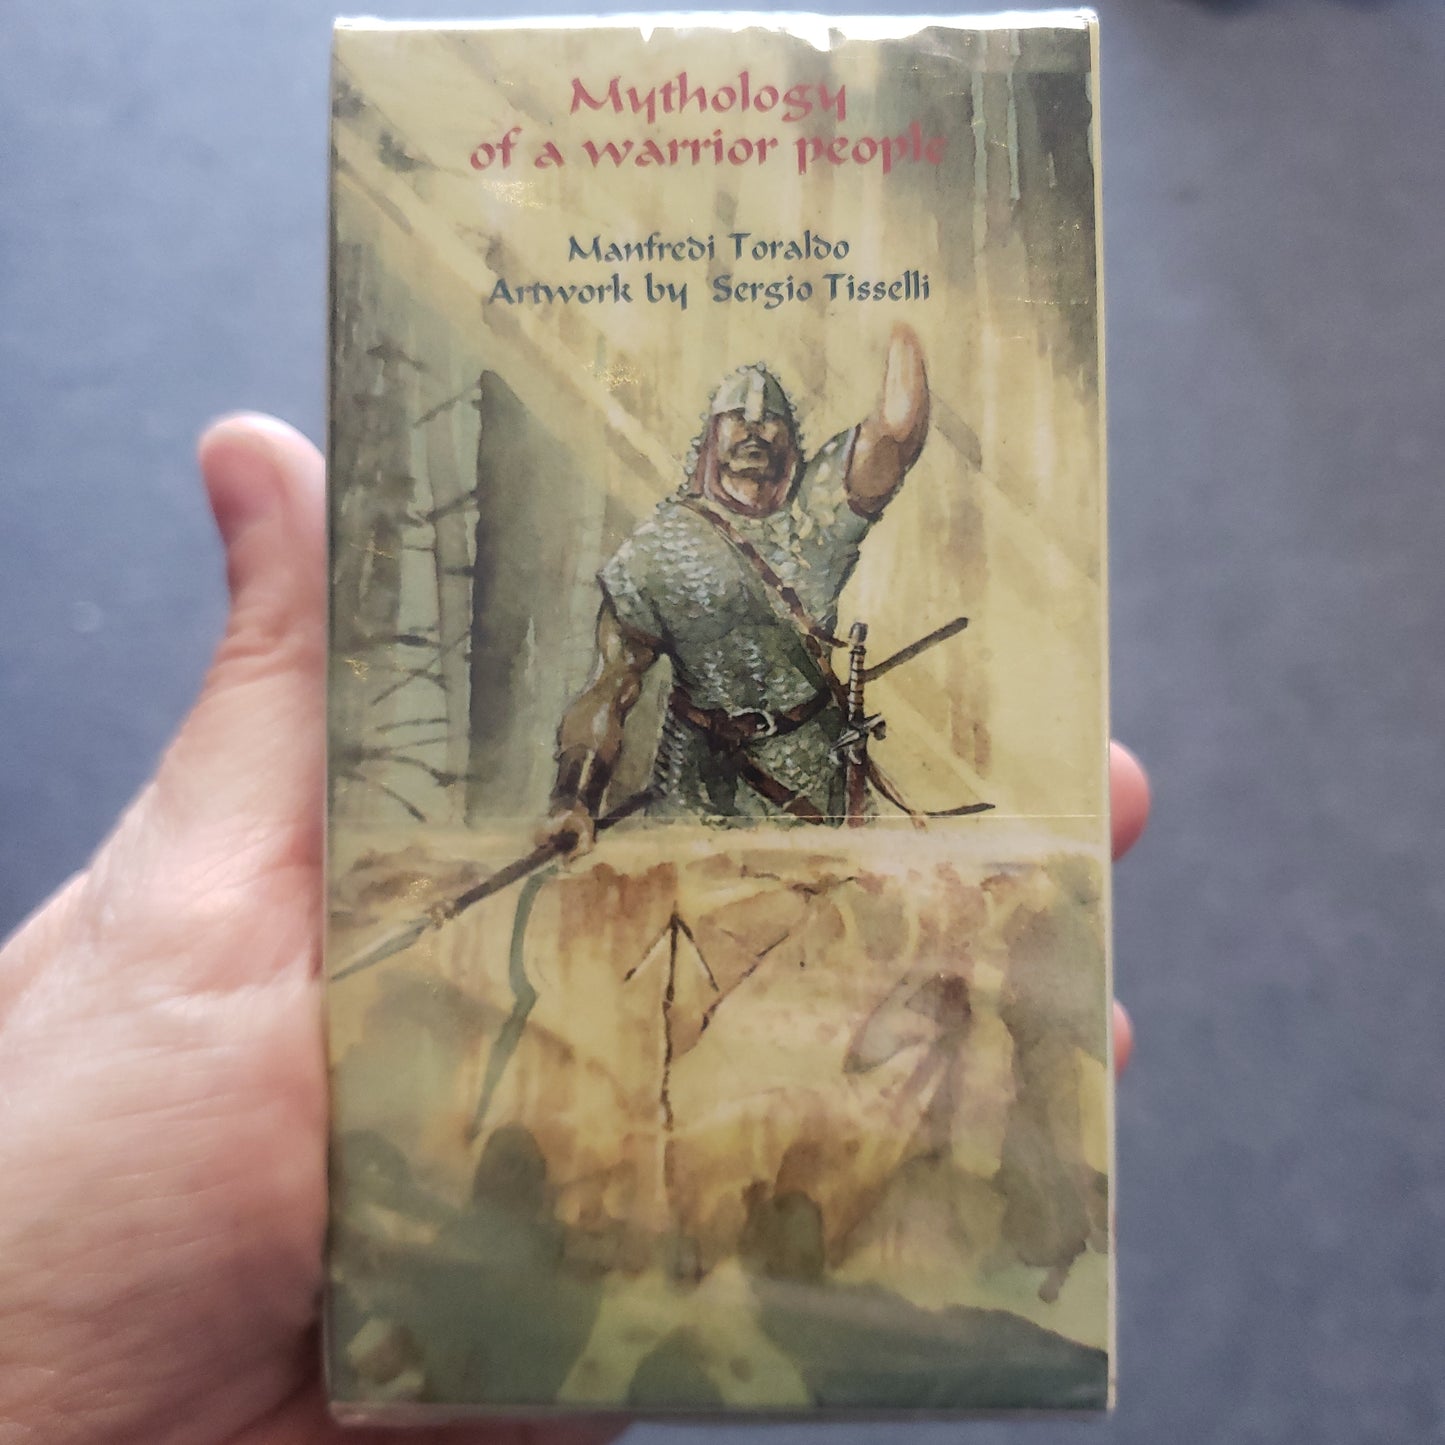 Mythology
of a warrior people
Manfredi Toraldo
Artwork by Sergio Tisselli